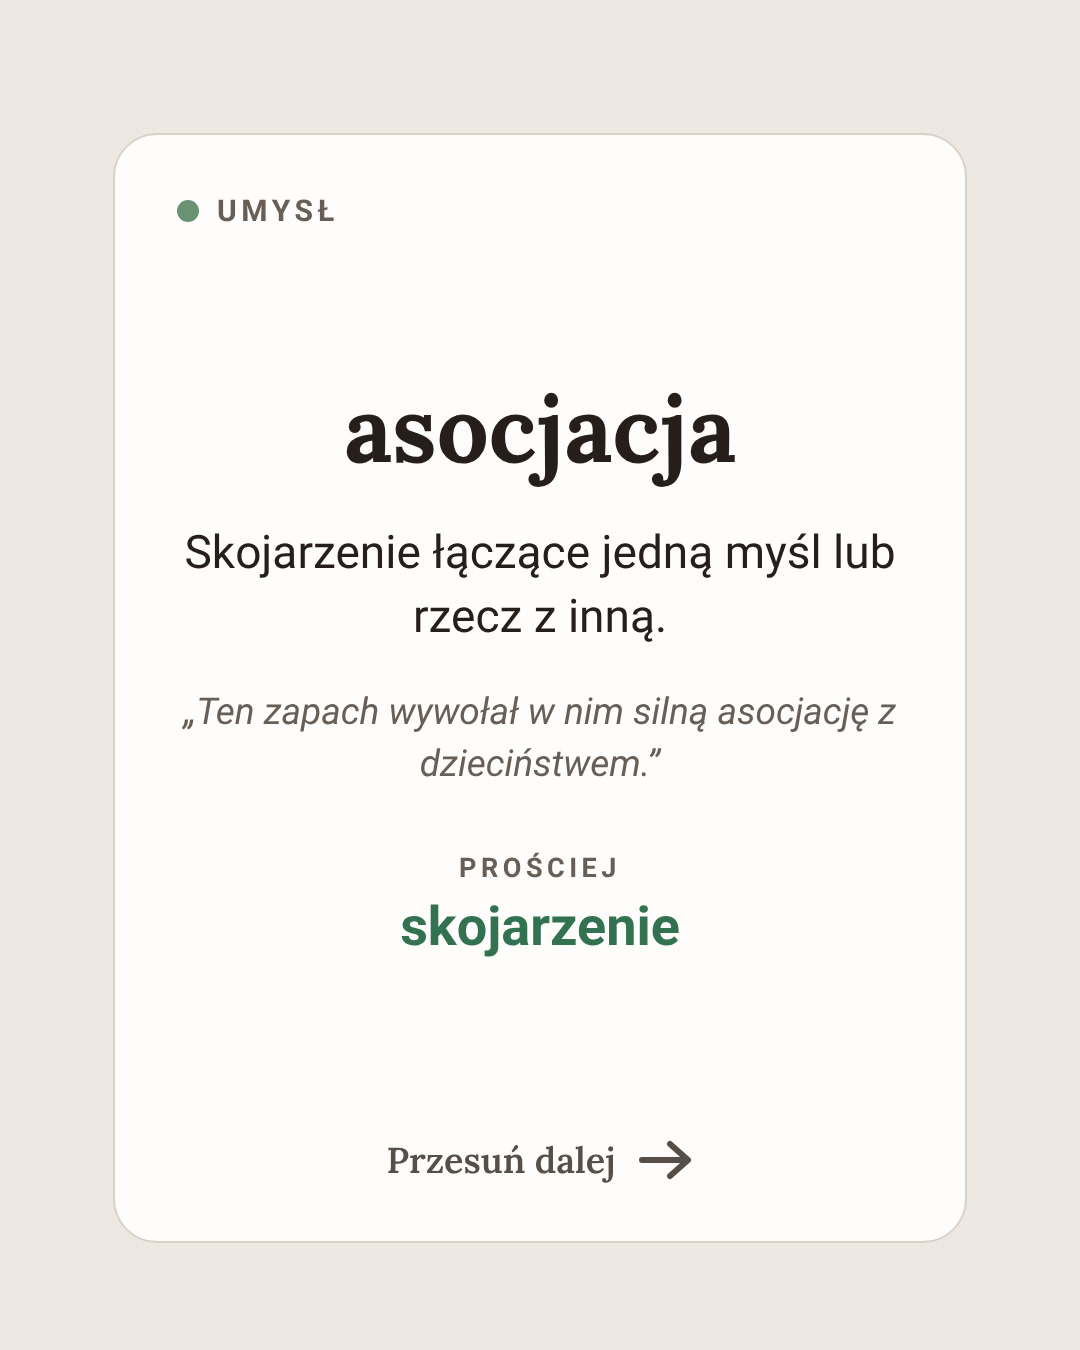 UMYSŁ
asocjacja
Skojarzenie łączące jedną myśl lub
rzecz z inną.
„Ten zapach wywołał w nim silną asocjację z
dzieciństwem.”
PROŚCIEJ
skojarzenie
Przesuń dalej